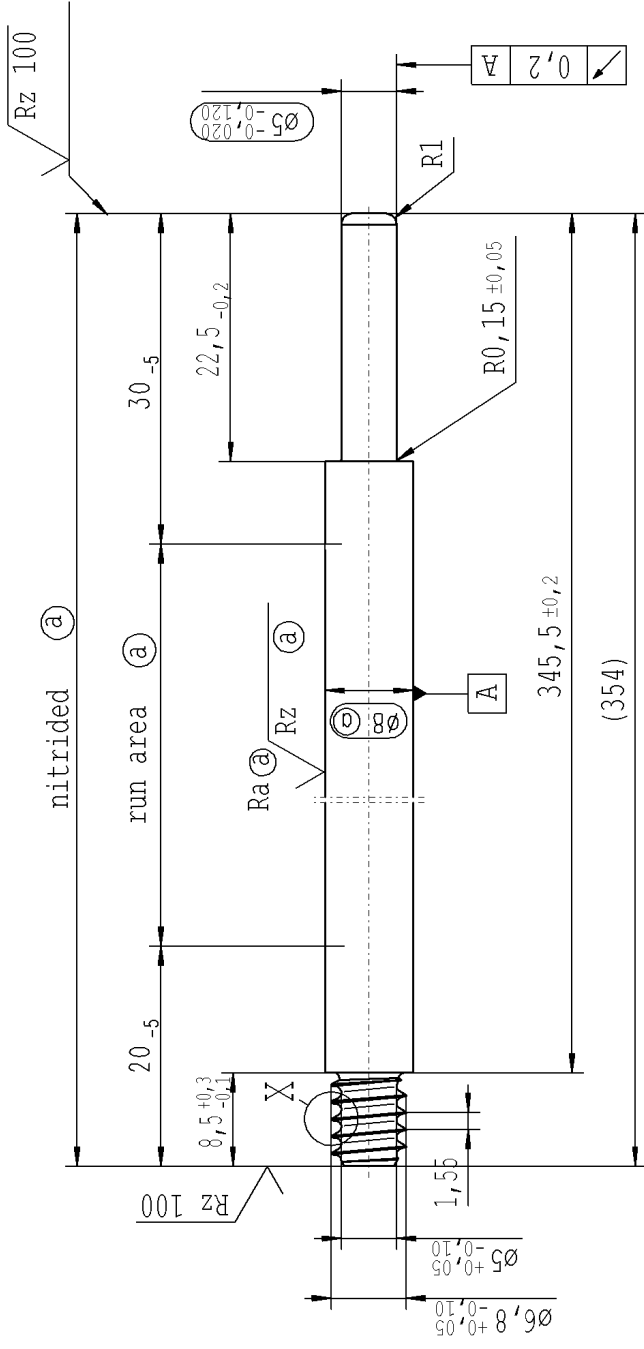 Rz 100
nitrided ⓐ
run area ⓐ
30 -5
20 -5
22,5 -0,2
8,5 +0,3 -0,1
Ø5 -0,020 -0,120
A 0,2
R1
R0,15 ±0,05
Ra ⓐ
Rz ⓐ
Ø8 ⓐ
A
X
Rz 100
1,55
345,5 ±0,2
(354)
Ø5 +0,05 -0,10
Ø6,8 +0,05 -0,10